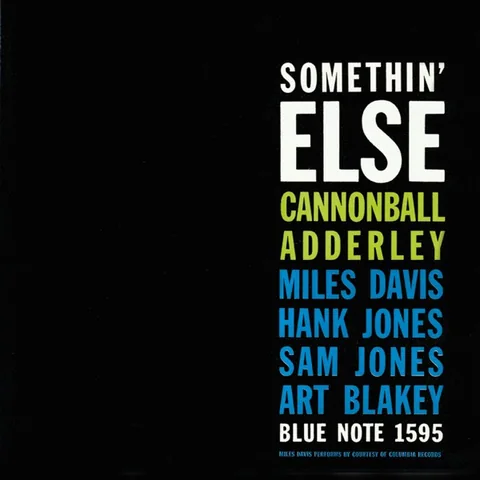 SOMETHIN'
ELSE
CANNONBALL
ADDERLEY
MILES DAVIS
HANK JONES
SAM JONES
ART BLAKEY
BLUE NOTE 1595
MILES DAVIS PERFORMS BY COURTESY OF COLUMBIA RECORDS